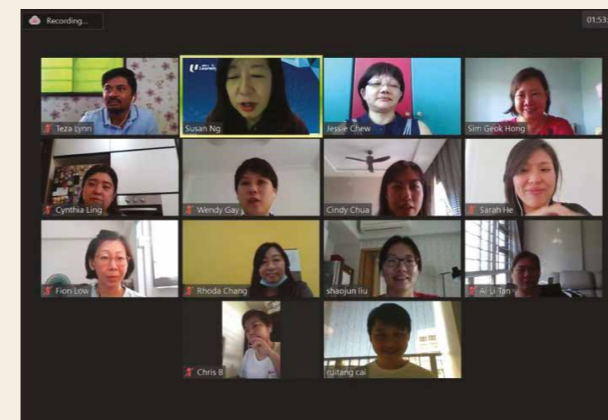 Recording...
01:53:
Teza Lynn
Susan Ng
Jessie Chew
Sim Geok Hong
Cynthia Ling
Wendy Gay
Cindy Chua
Sarah He
Fion Low
Rhoda Chang
shaojun liu
Ai Li Tan
Chris B
ruitang cai